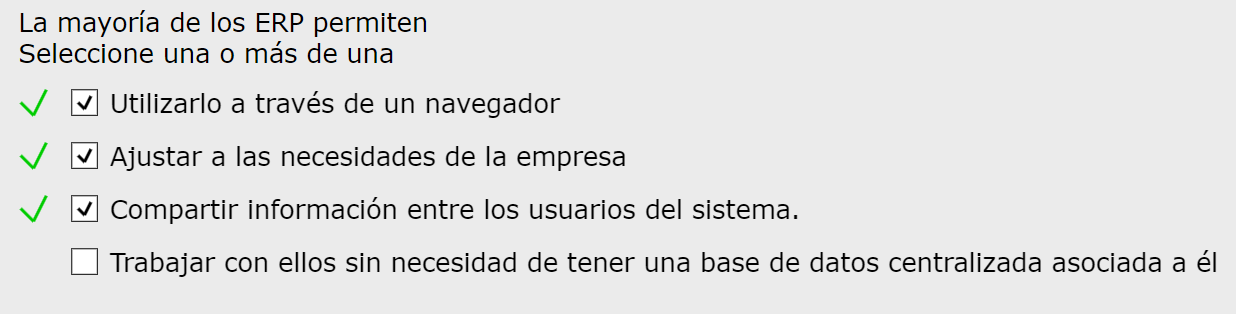 La mayoría de los ERP permiten
Seleccione una o más de una
Utilizarlo a través de un navegador
Ajustar a las necesidades de la empresa
Compartir información entre los usuarios del sistema.
Trabajar con ellos sin necesidad de tener una base de datos centralizada asociada a él